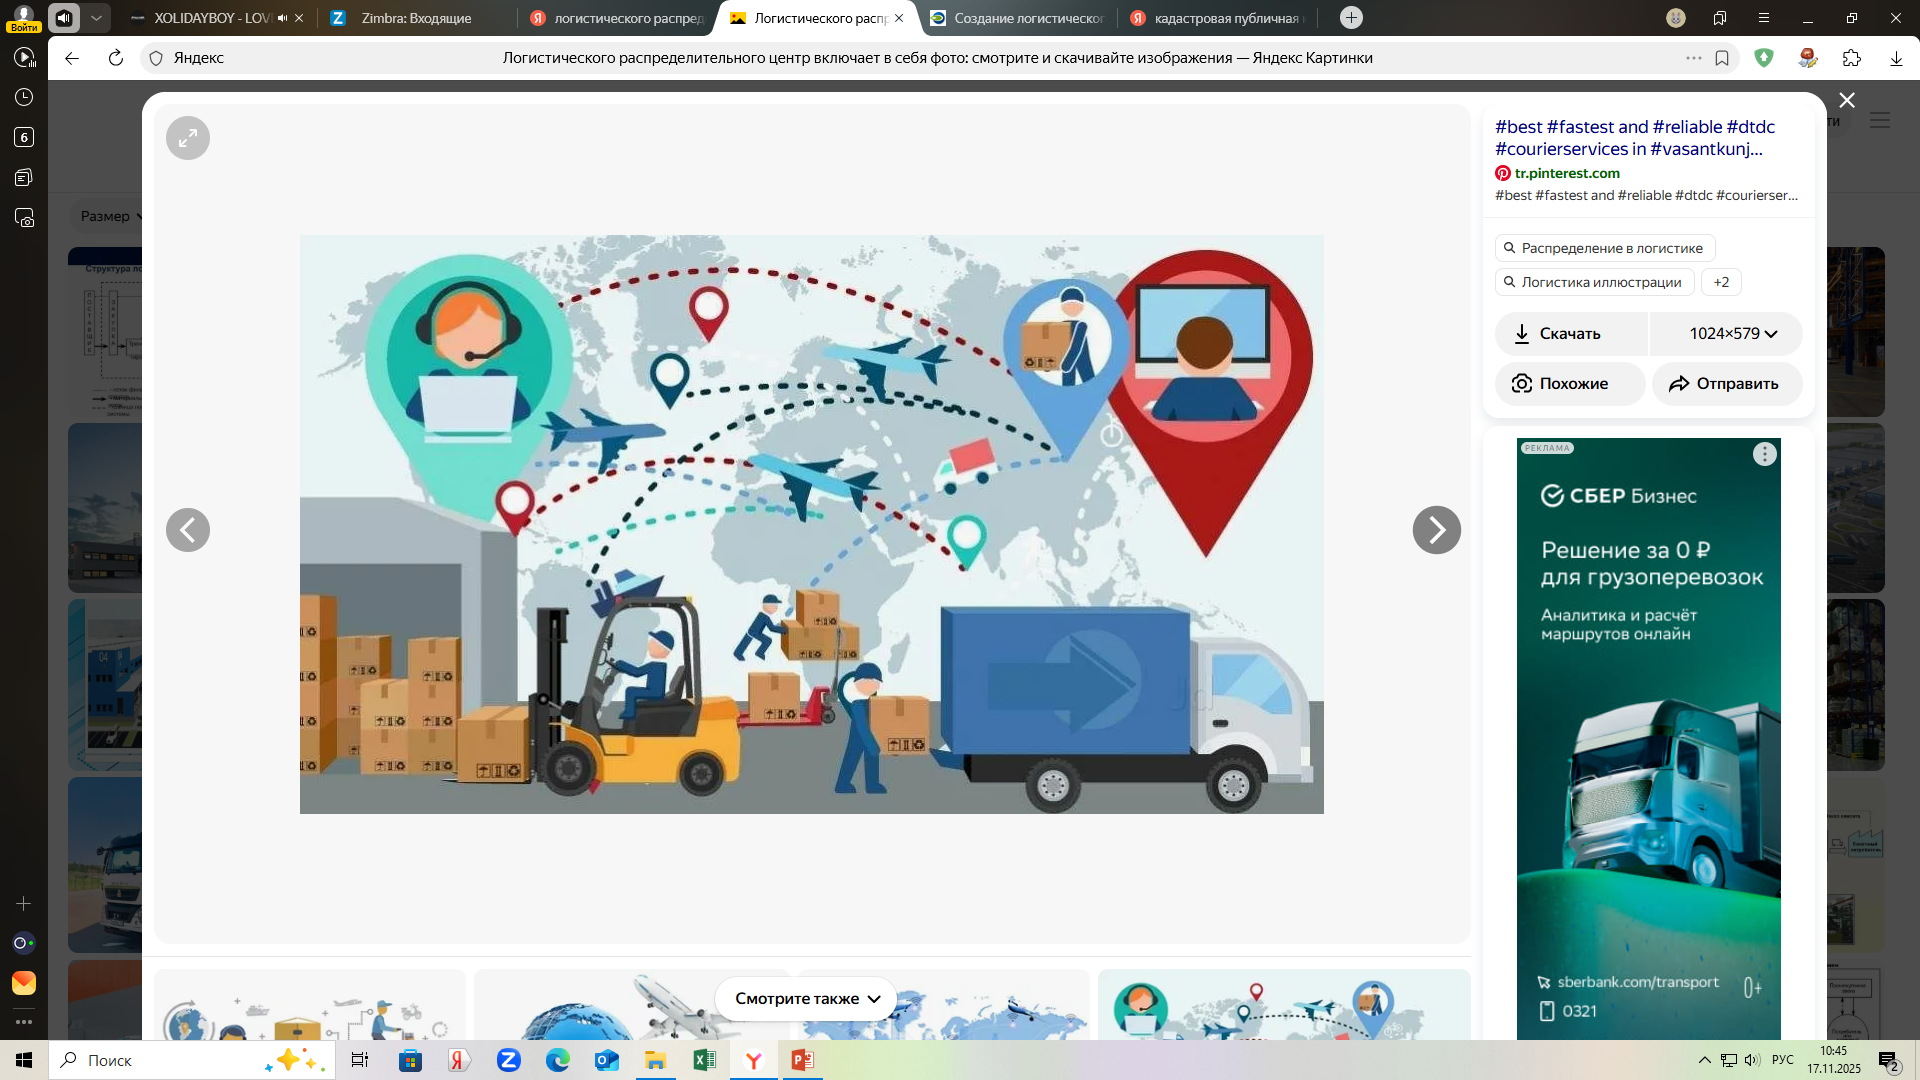 Войти
XOLIDAYBOY - LOV
Zimbra: Входящие
логистического распред
Логистического распр
Создание логистическог
кадастровая публичная
6
Яндекс
Логистического распределительного центр включает в себя фото: смотрите и скачивайте изображения — Яндекс Картинки
Размер
#best #fastest and #reliable #dtdc
#courierservices in #vasantkunj...
tr.pinterest.com
#best #fastest and #reliable #dtdc #courierser...
Распределение в логистике
Логистика иллюстрации
+2
Скачать
1024×579
Похожие
Отправить
РЕКЛАМА
СБЕР Бизнес
Решение за 0 ₽
для грузоперевозок
Аналитика и расчёт
маршрутов онлайн
sberbank.com/transport
0321
0+
04
Смотрите также
Поиск
РУС
10:45
17.11.2025
2